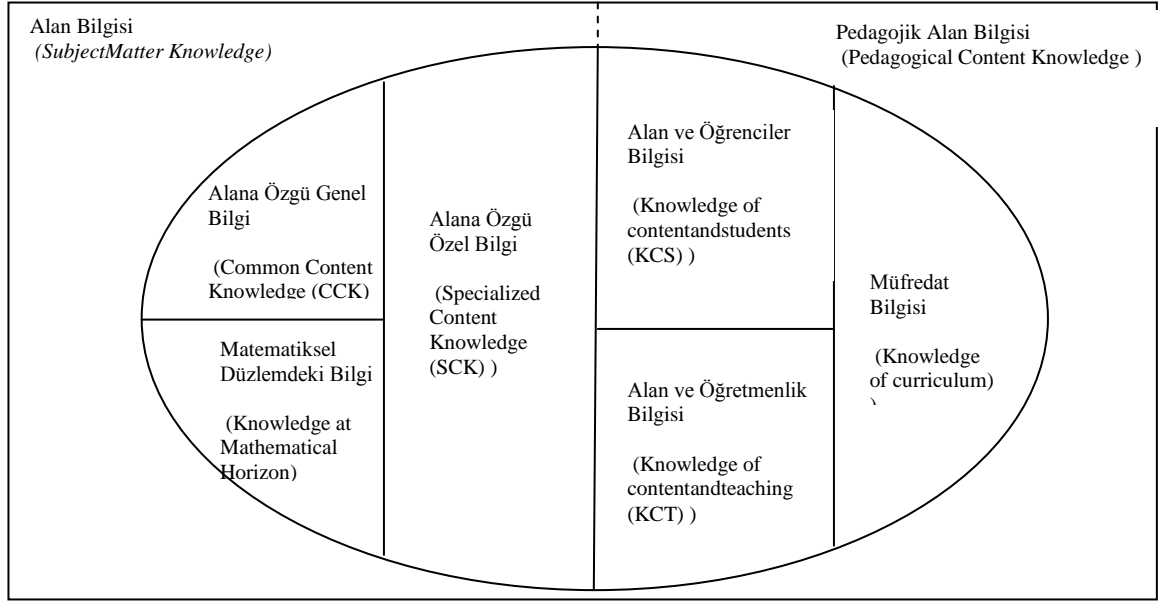 Alan Bilgisi
(SubjectMatter Knowledge)
Pedagojik Alan Bilgisi
(Pedagogical Content Knowledge )
Alana Özgü Genel
Bilgi
(Common Content
Knowledge (CCK)
Matematiksel
Düzlemdeki Bilgi
(Knowledge at
Mathematical
Horizon)
Alana Özgü
Özel Bilgi
(Specialized
Content
Knowledge
(SCK) )
Alan ve Öğrenciler
Bilgisi
(Knowledge of
contentandstudents
(KCS) )
Alan ve Öğretmenlik
Bilgisi
(Knowledge of
contentandteaching
(KCT) )
Müfredat
Bilgisi
(Knowledge
of curriculum)
)